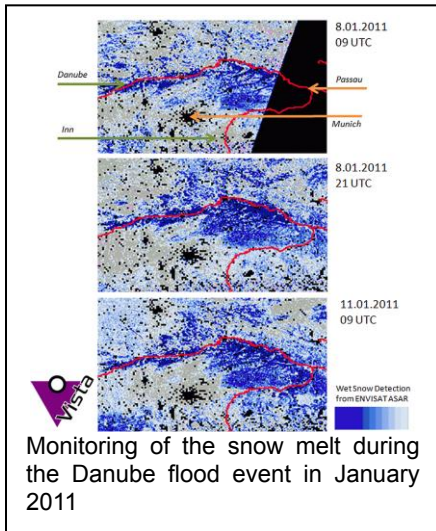 8.01.2011
09 UTC
Danube
Passau
Munich
Inn
8.01.2011
21 UTC
11.01.2011
09 UTC
Wet Snow Detection
from ENVISAT ASAR
Vista
Monitoring of the snow melt during
the Danube flood event in January
2011